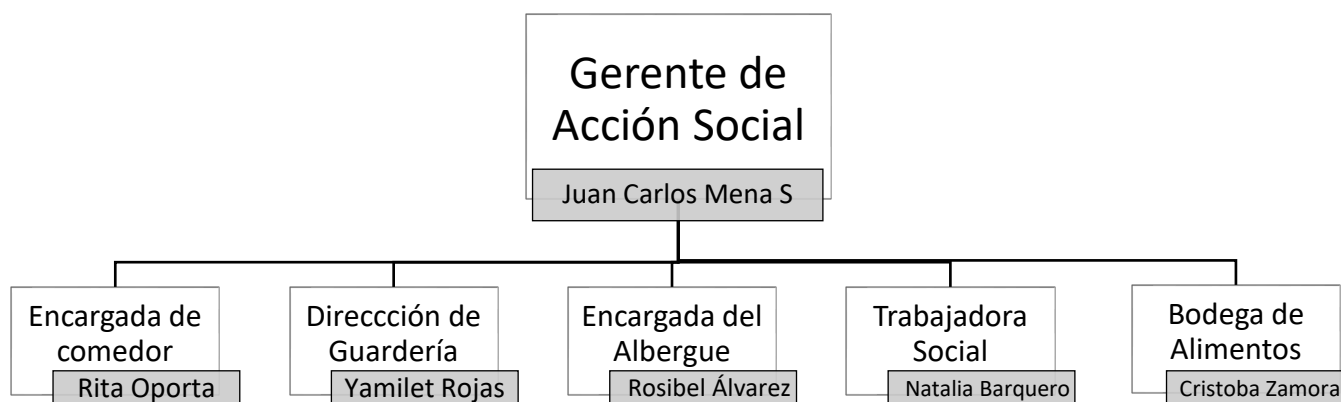 Gerente de
Acción Social
Juan Carlos Mena S
Encargada de
comedor
Rita Oporta
Direccción de
Guardería
Yamilet Rojas
Encargada del
Albergue
Rosibel Álvarez
Trabajadora
Social
Natalia Barquero
Bodega de
Alimentos
Cristoba Zamora